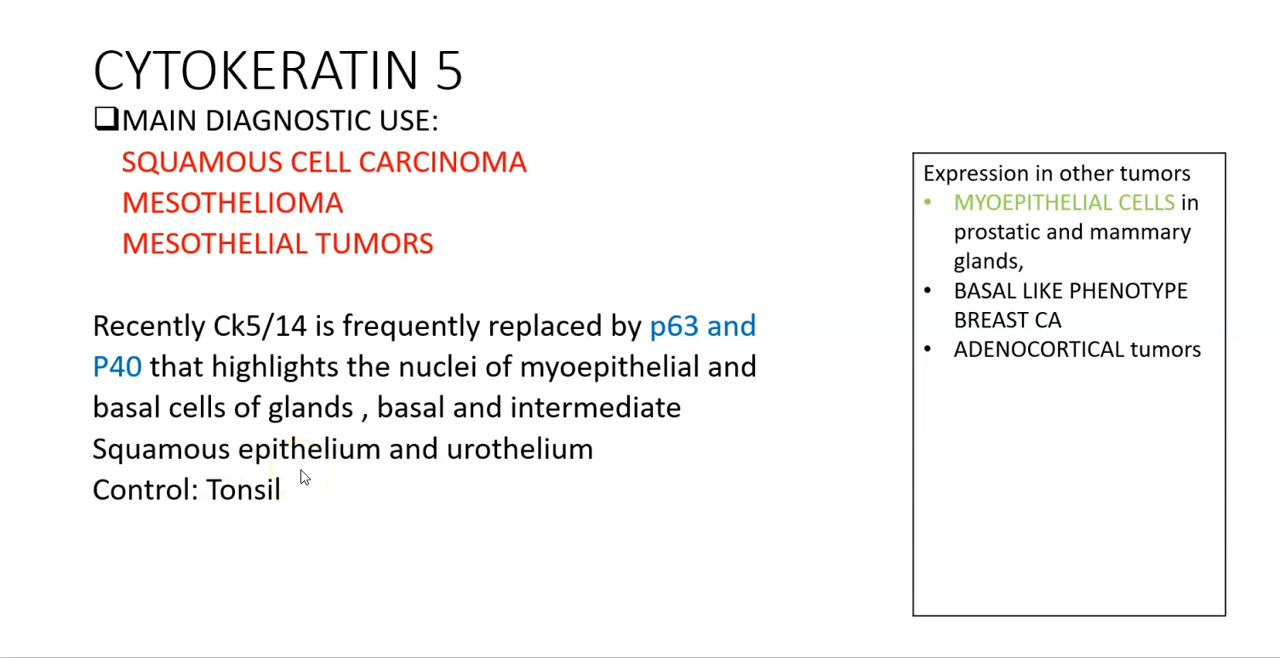 CYTOKERATIN 5
MAIN DIAGNOSTIC USE:
SQUAMOUS CELL CARCINOMA
MESOTHELIOMA
MESOTHELIAL TUMORS
Recently Ck5/14 is frequently replaced by p63 and
P40 that highlights the nuclei of myoepithelial and
basal cells of glands , basal and intermediate
Squamous epithelium and urothelium
Control: Tonsil
Expression in other tumors
• MYOEPITHELIAL CELLS in
prostatic and mammary
glands,
• BASAL LIKE PHENOTYPE
BREAST CA
• ADENOCORTICAL tumors